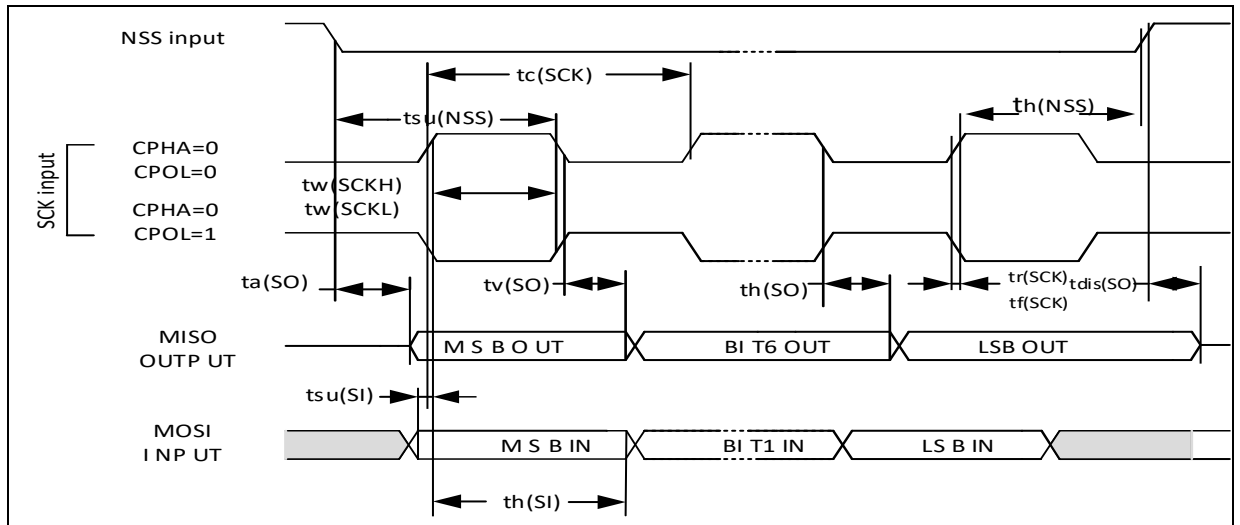 NSS input
tc(SCK)
tsu(NSS)
th(NSS)
SCK input
CPHA=0
CPOL=0
CPHA=0
CPOL=1
tw(SCKH)
tw(SCKL)
ta(SO)
tv(SO)
th(SO)
tr(SCK)
tdis(SO)
tf(SCK)
MISO
OUTP UT
M S B O UT
BI T6 OUT
LSB OUT
tsu(SI)
MOSI
I NP UT
M S B IN
BI T1 IN
LS B IN
th(SI)